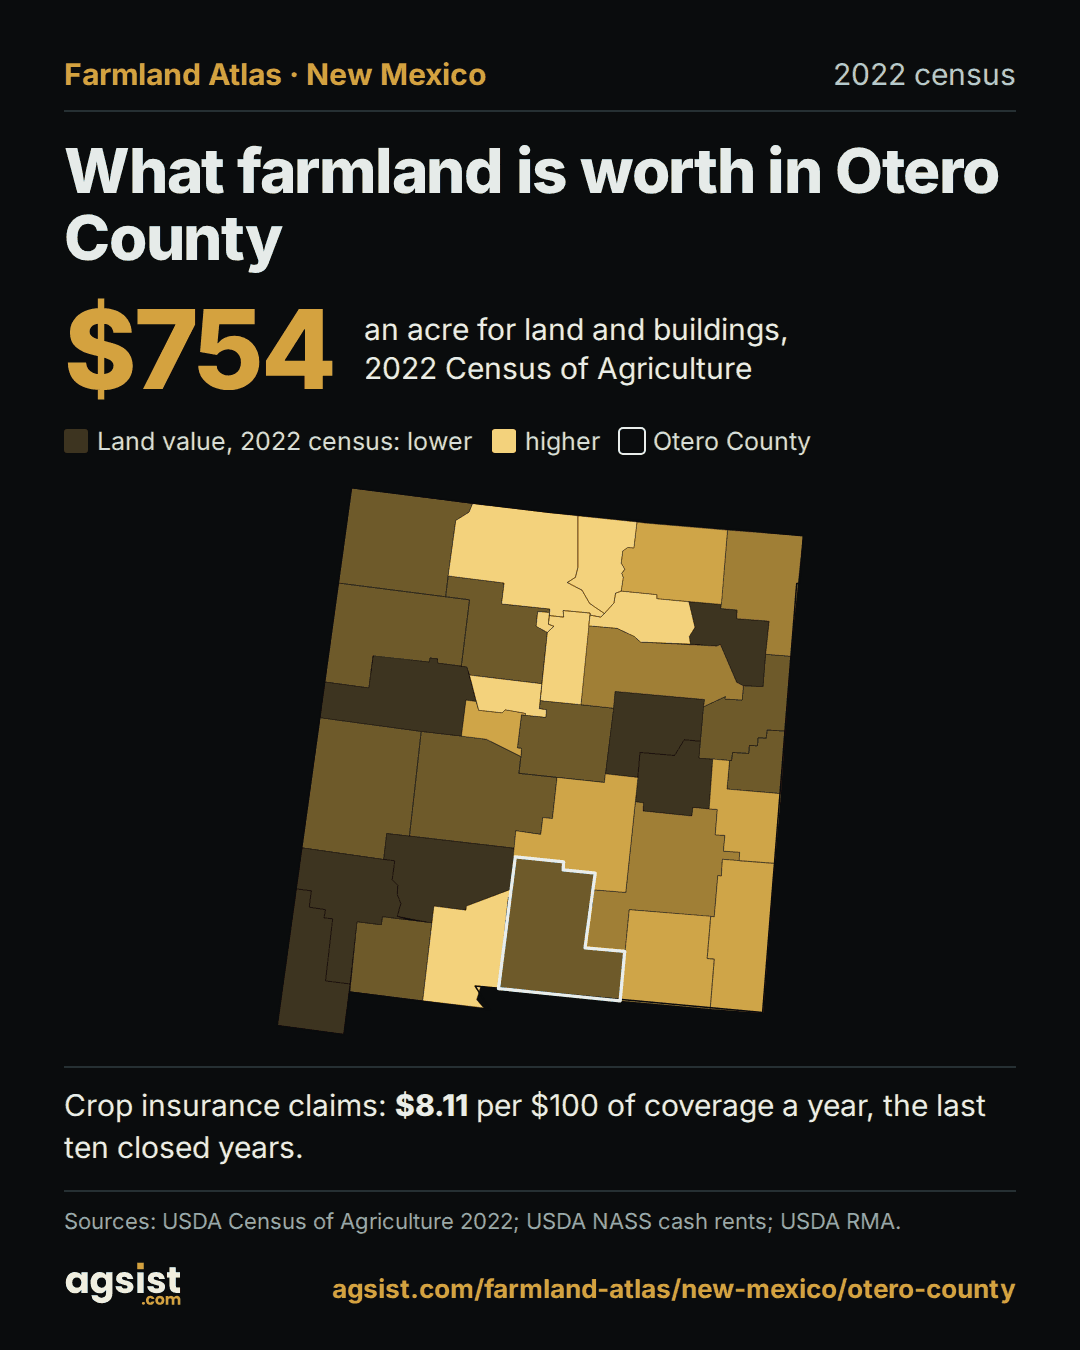 Farmland Atlas · New Mexico
2022 census
What farmland is worth in Otero
County
$754
an acre for land and buildings,
2022 Census of Agriculture
Land value, 2022 census: lower
higher
Otero County
Crop insurance claims: $8.11 per $100 of coverage a year, the last
ten closed years.
Sources: USDA Census of Agriculture 2022; USDA NASS cash rents; USDA RMA.
agsist
.com
agsist.com/farmland-atlas/new-mexico/otero-county